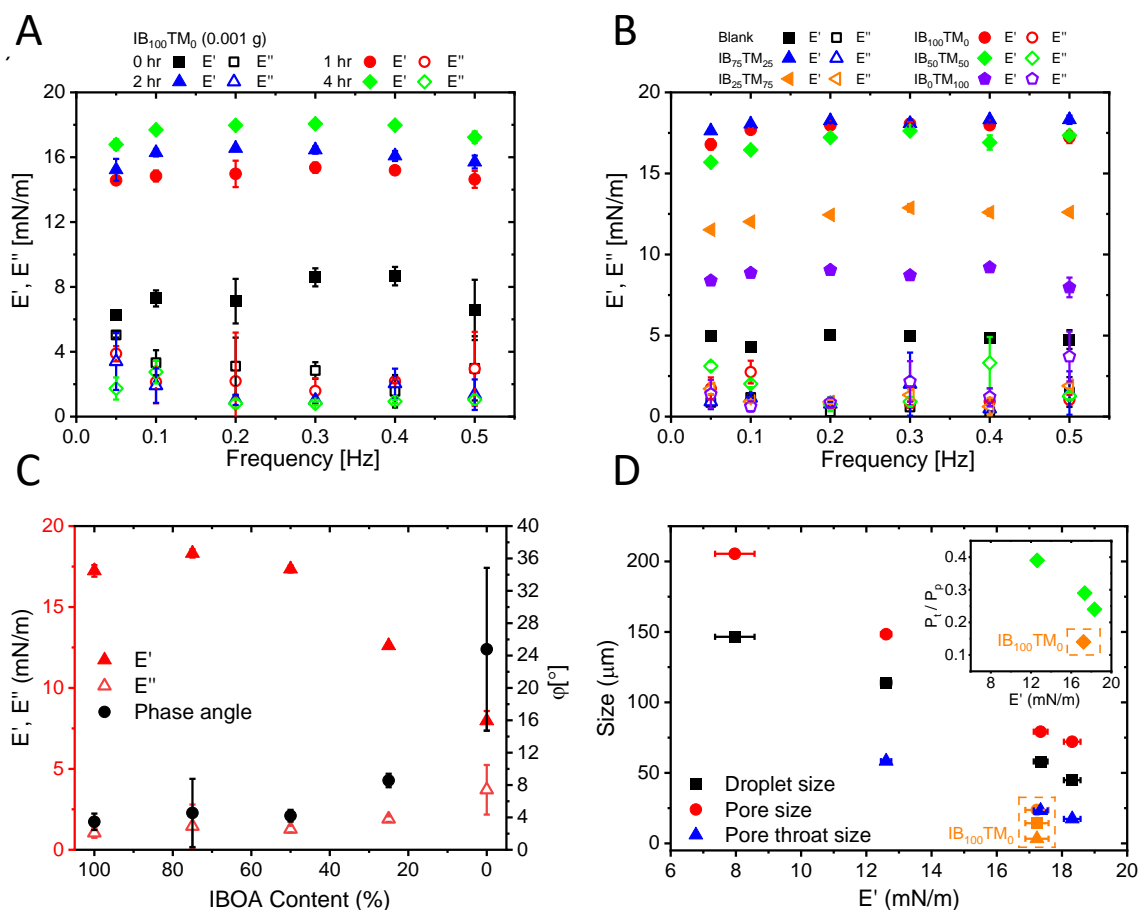 A
IB₁₀₀TM₀ (0.001 g)
0 hr E' E" 1 hr E' E"
2 hr E' E" 4 hr E' E"
E', E" [mN/m]
20
16
12
8
4
0
0.0 0.1 0.2 0.3 0.4 0.5
Frequency [Hz]
B
Blank E' E" IB₁₀₀TM₀ E' E"
IB₇₅TM₂₅ E' E" IB₅₀TM₅₀ E' E"
IB₂₅TM₇₅ E' E" IB₀TM₁₀₀ E' E"
E', E" [mN/m]
20
15
10
5
0
0.0 0.1 0.2 0.3 0.4 0.5
Frequency [Hz]
C
E', E" (mN/m)
20
15
10
5
0
E'
E"
Phase angle
40
36
32
28
24
20
16
12
8
4
0
φ[°]
100 80 60 40 20 0
IBOA Content (%)
D
Size (μm)
200
150
100
50
0
Droplet size
Pore size
Pore throat size
IB₁₀₀TM₀
6 8 10 12 14 16 18 20
E' (mN/m)
Pₜ / Pₚ
0.4
0.3
0.2
0.1
IB₁₀₀TM₀
8 12 16 20
E' (mN/m)